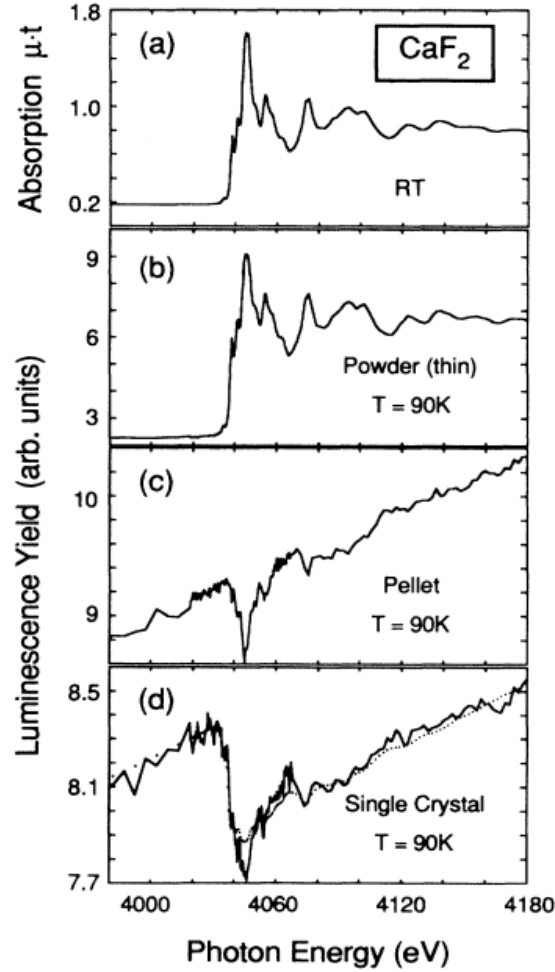 1.8
(a)
CaF2
Absorption μ·t
1.0
0.2
RT
(b)
9
6
3
Powder (thin)
T = 90K
Luminescence Yield (arb. units)
(c)
10
9
Pellet
T = 90K
(d)
8.5
8.1
7.7
Single Crystal
T = 90K
4000 4060 4120 4180
Photon Energy (eV)